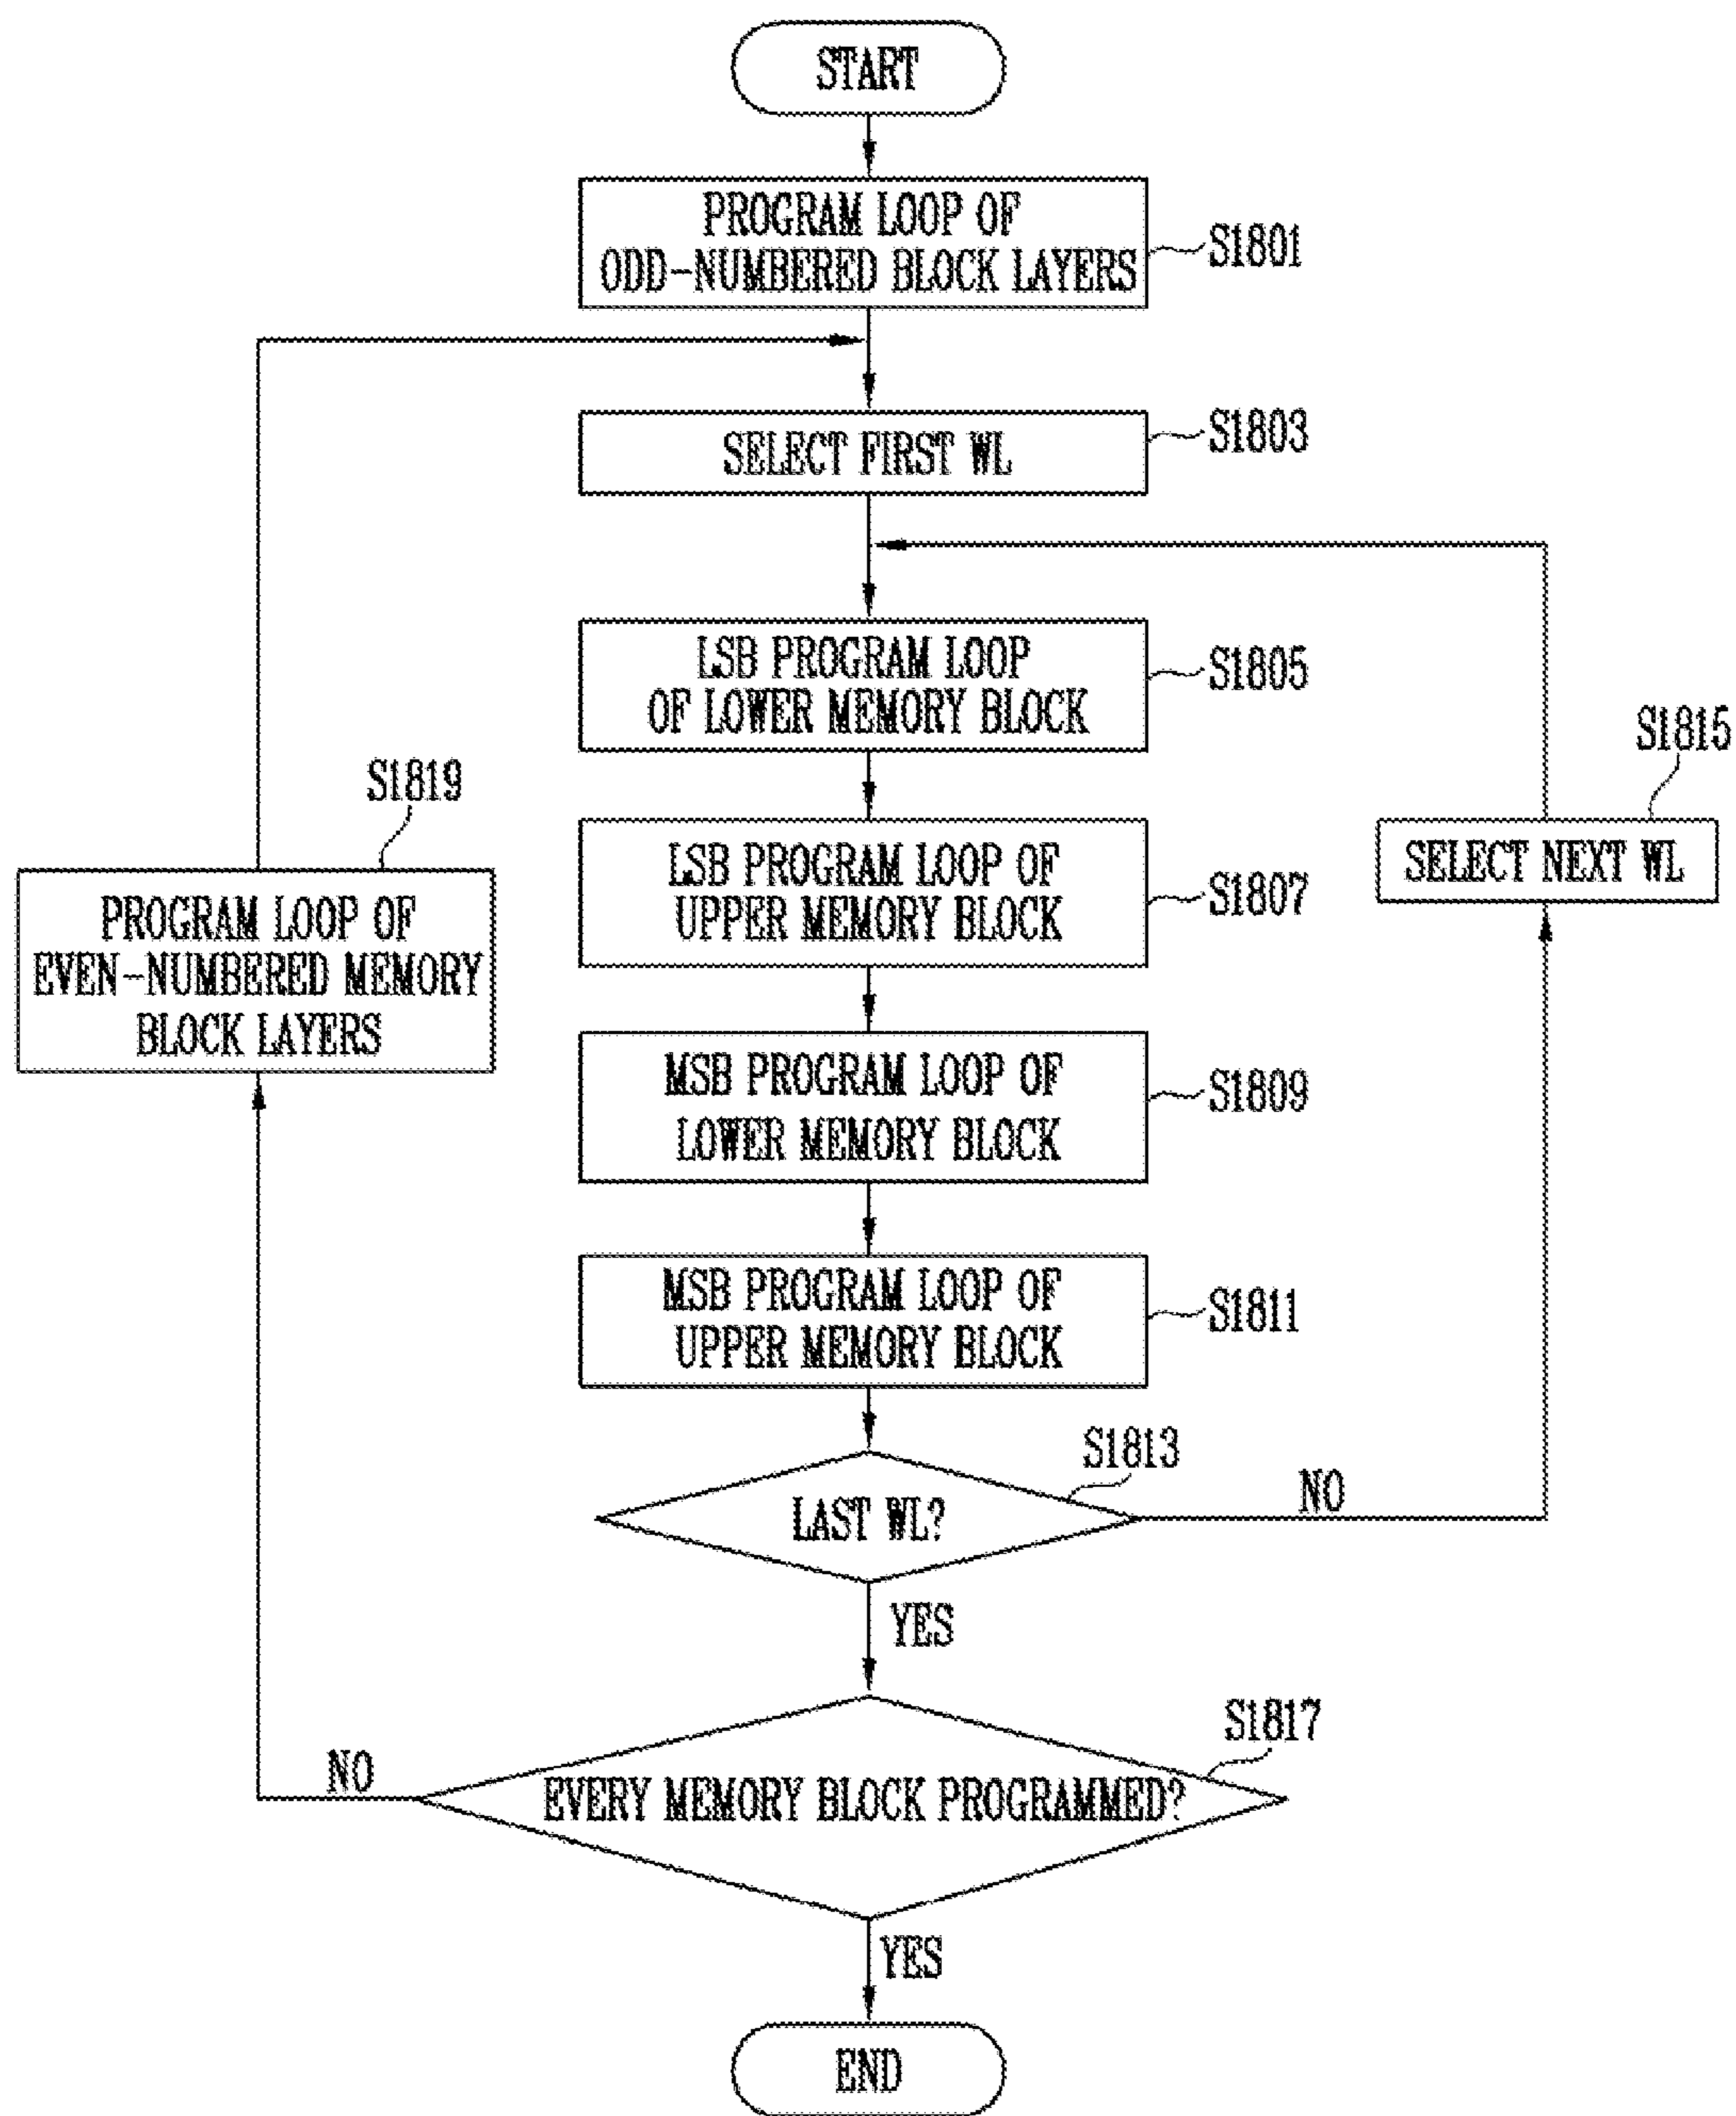 START
PROGRAM LOOP OF
ODD-NUMBERED BLOCK LAYERS
S1801
SELECT FIRST WL
S1803
LSB PROGRAM LOOP
OF LOWER MEMORY BLOCK
S1805
S1815
SELECT NEXT WL
S1819
PROGRAM LOOP OF
EVEN-NUMBERED MEMORY
BLOCK LAYERS
LSB PROGRAM LOOP OF
UPPER MEMORY BLOCK
S1807
MSB PROGRAM LOOP OF
LOWER MEMORY BLOCK
S1809
MSB PROGRAM LOOP OF
UPPER MEMORY BLOCK
S1811
S1813
LAST WL?
NO
YES
S1817
EVERY MEMORY BLOCK PROGRAMMED?
NO
YES
END